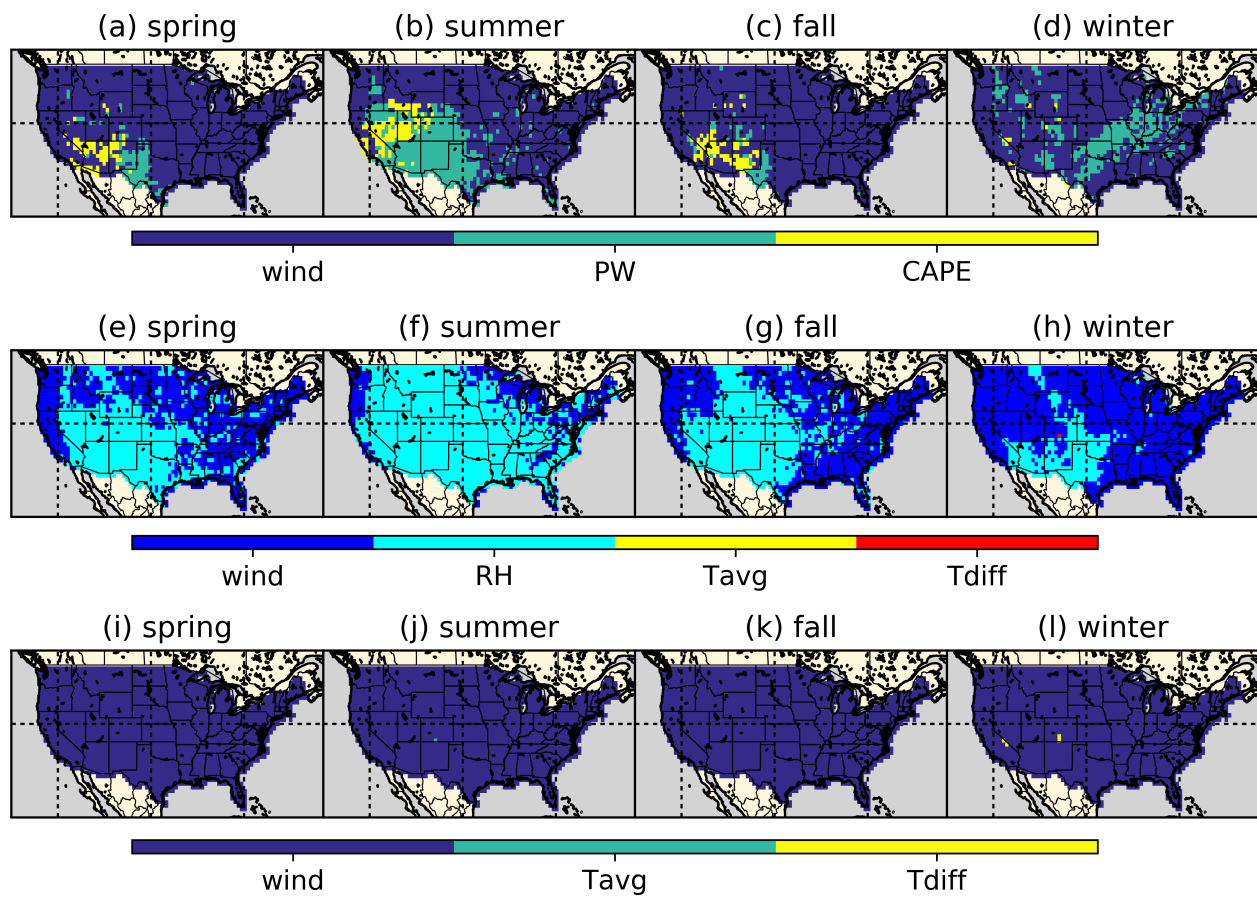 (a) spring (b) summer (c) fall (d) winter
wind PW CAPE
(e) spring (f) summer (g) fall (h) winter
wind RH Tavg Tdiff
(i) spring (j) summer (k) fall (l) winter
wind Tavg Tdiff